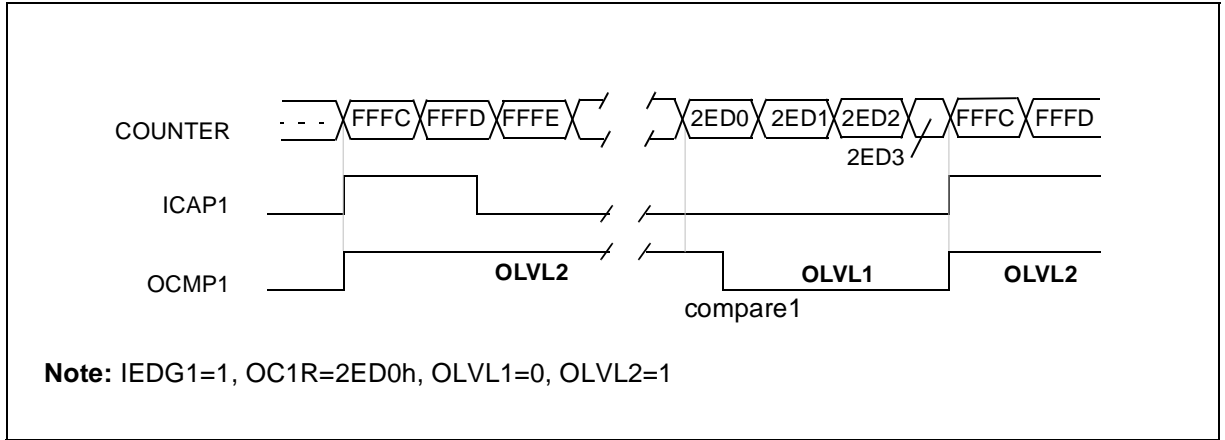 COUNTER - - - FFFC FFFD FFFE 2ED0 2ED1 2ED2 FFFC FFFD
2ED3
ICAP1
OCMP1 OLVL2 OLVL1 OLVL2
compare1
Note: IEDG1=1, OC1R=2ED0h, OLVL1=0, OLVL2=1